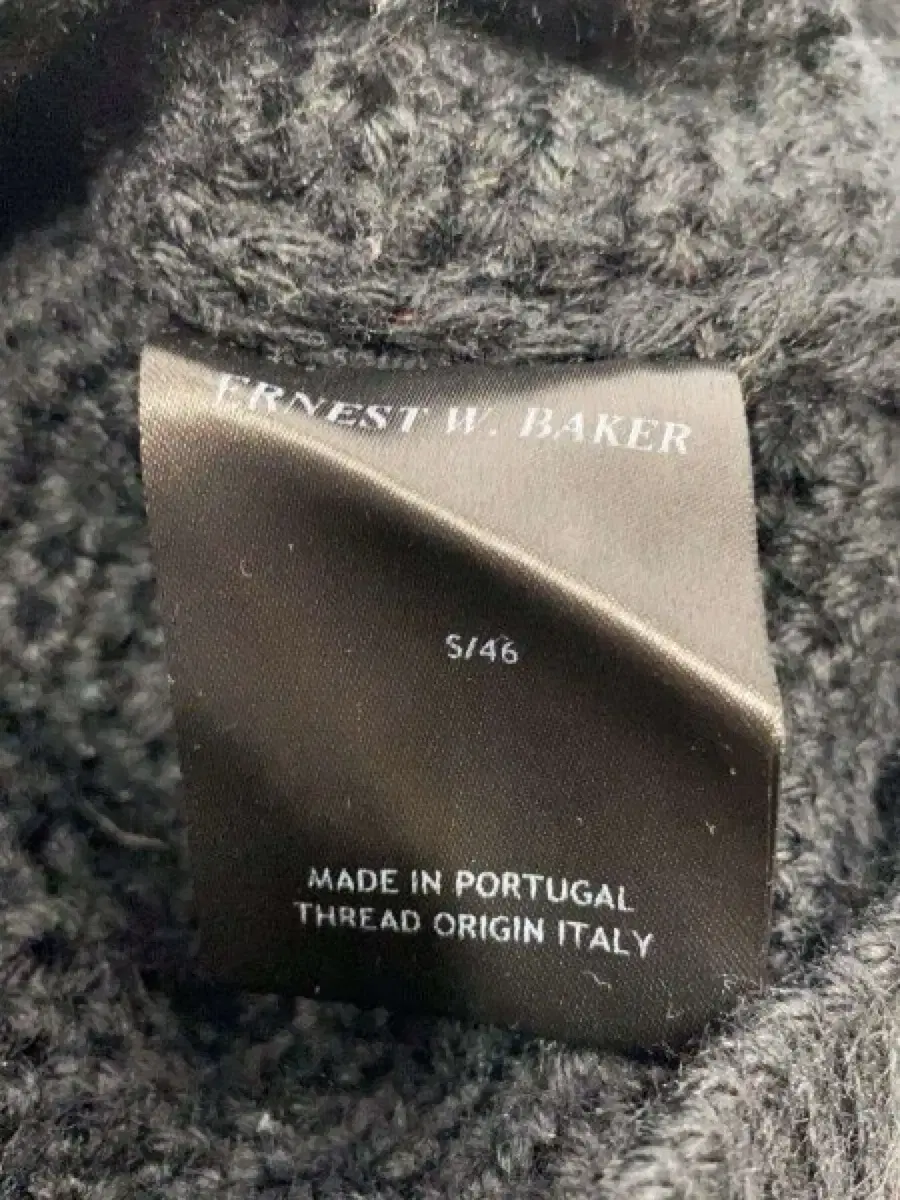 ERNEST W. BAKER
S/46
MADE IN PORTUGAL
THREAD ORIGIN ITALY